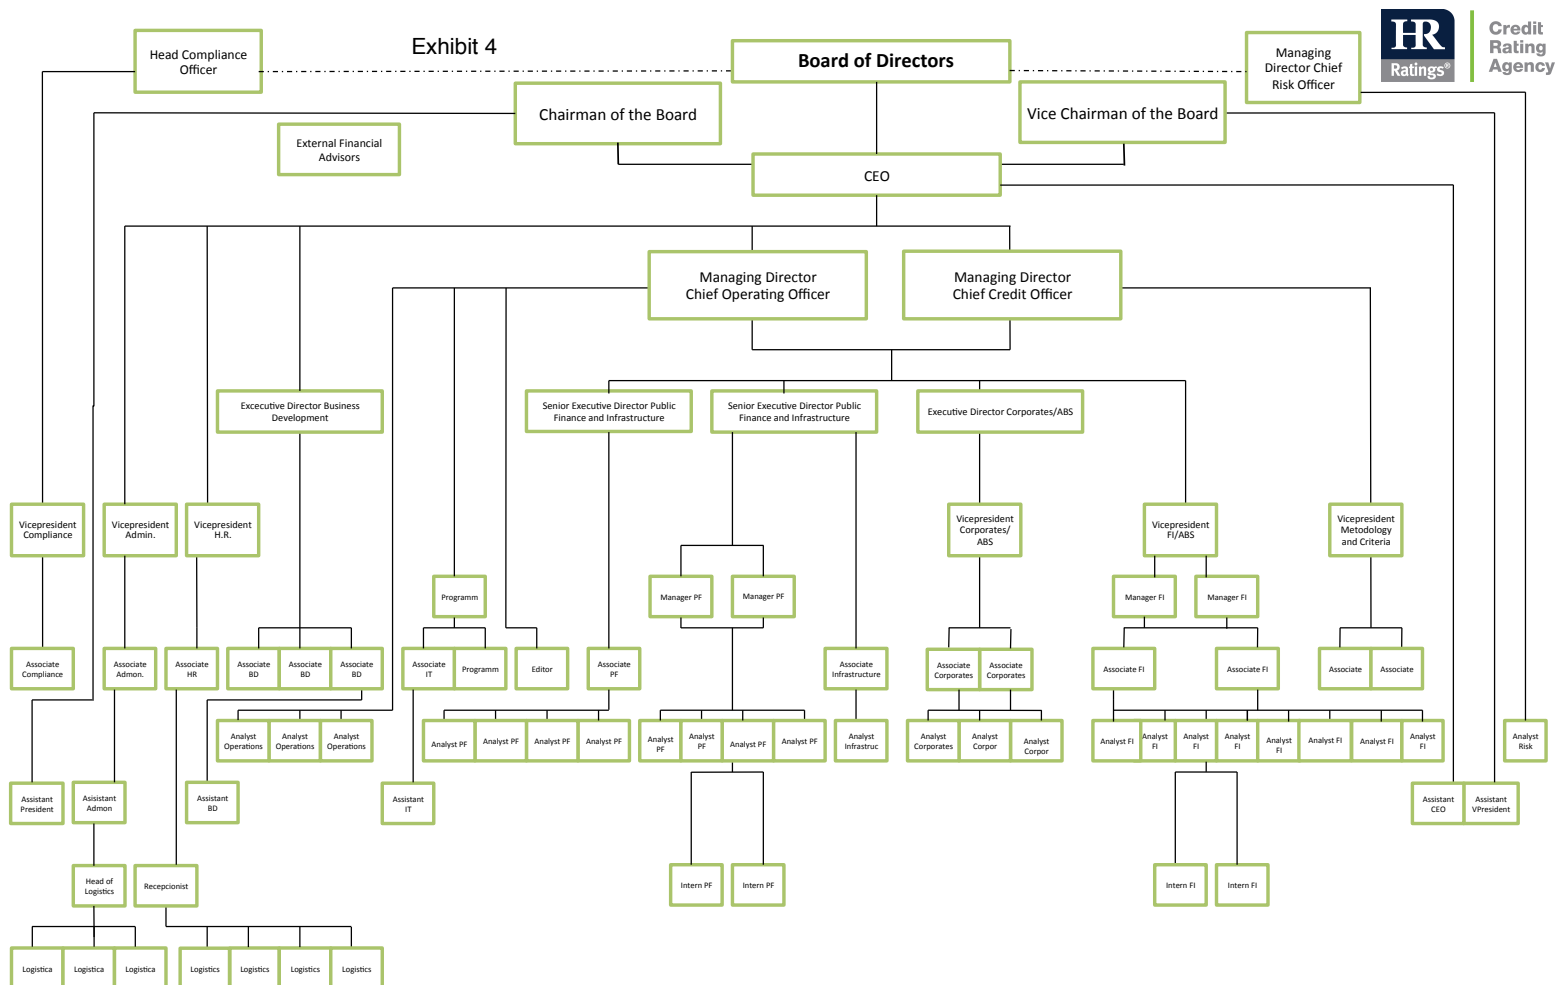 Exhibit 4
Head Compliance
Officer
Board of Directors
Managing
Director Chief
Risk Officer
HR
Ratings®
Credit
Rating
Agency
Chairman of the Board
Vice Chairman of the Board
External Financial
Advisors
CEO
Managing Director
Chief Operating Officer
Managing Director
Chief Credit Officer
Excecutive Director Business
Development
Senior Executive Director Public
Finance and Infrastructure
Senior Executive Director Public
Finance and Infrastructure
Executive Director Corporates/ABS
Vicepresident
Compliance
Vicepresident
Admin.
Vicepresident
H.R.
Vicepresident
Corporates/
ABS
Vicepresident
FI/ABS
Vicepresident
Metodology
and Criteria
Programm
Manager PF
Manager PF
Manager FI
Manager FI
Associate
Compliance
Associate
Admon.
Associate
HR
Associate
BD
Associate
BD
Associate
BD
Associate
IT
Programm
Editor
Associate
PF
Associate
Infrastructure
Associate
Corporates
Associate
Corporates
Associate FI
Associate FI
Associate
Associate
Analyst
Operations
Analyst
Operations
Analyst
Operations
Analyst PF
Analyst PF
Analyst PF
Analyst PF
Analyst
PF
Analyst
PF
Analyst PF
Analyst PF
Analyst
Infrastruc
Analyst
Corporates
Analyst
Corpor
Analyst
Corpor
Analyst FI
Analyst
FI
Analyst
FI
Analyst
FI
Analyst
FI
Analyst FI
Analyst FI
Analyst
FI
Analyst
Risk
Assistant
President
Asisistant
Admon
Assistant
BD
Assistant
IT
Assistant
CEO
Assistant
VPresident
Head of
Logistics
Recepcionist
Intern PF
Intern PF
Intern FI
Intern FI
Logistica
Logistica
Logistica
Logistics
Logistics
Logistics
Logistics